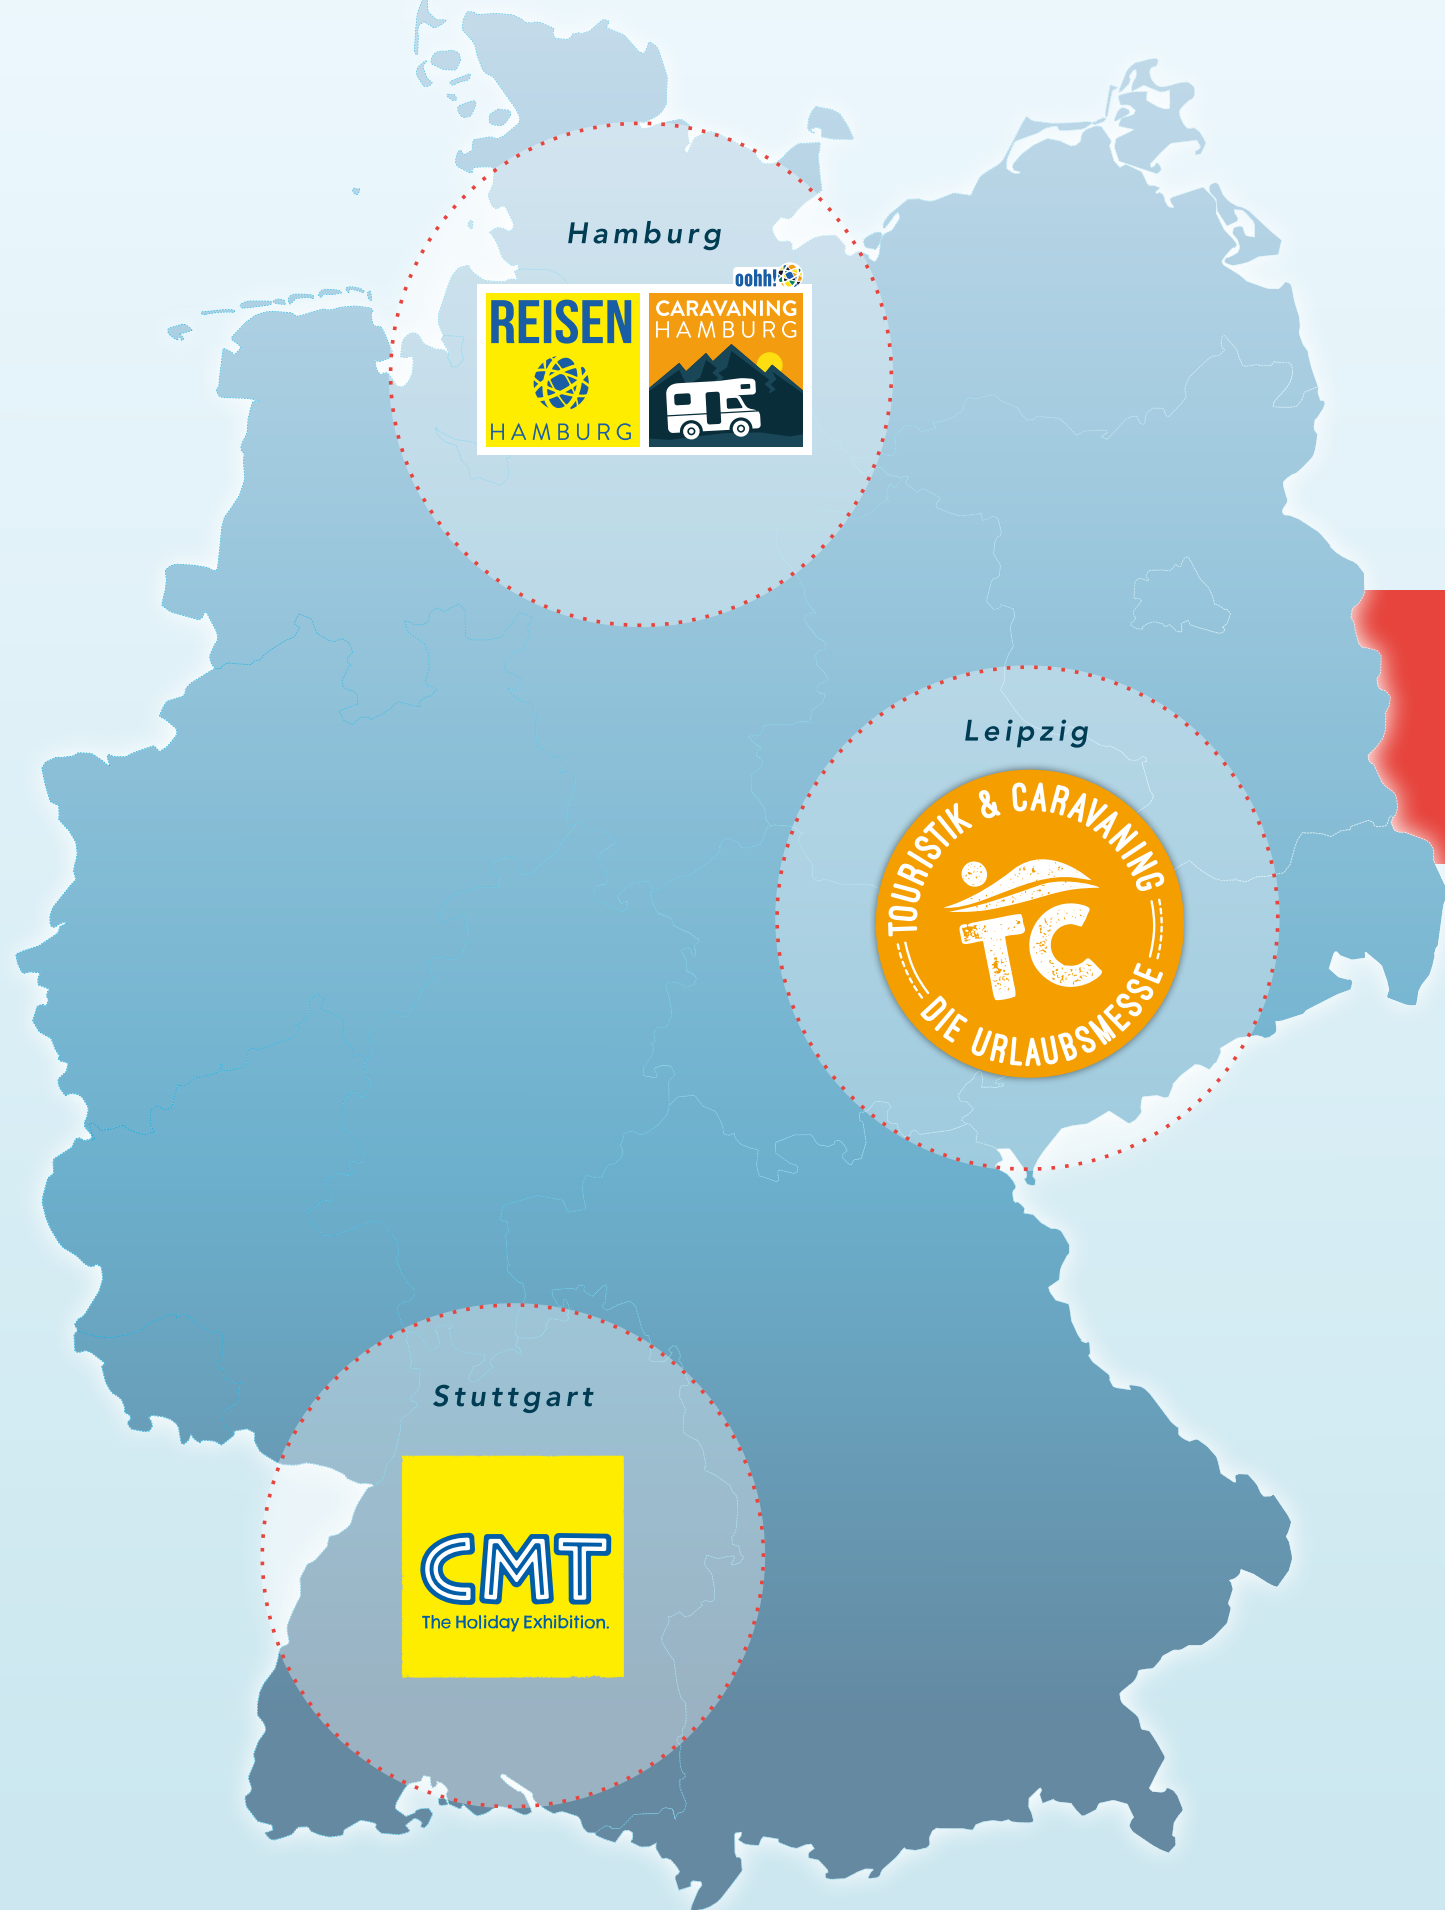 Hamburg
oohh!
REISEN
HAMBURG
CARAVANING
HAMBURG
Leipzig
TOURISTIK & CARAVANING
TC
DIE URLAUBSMESSE
Stuttgart
CMT
The Holiday Exhibition.